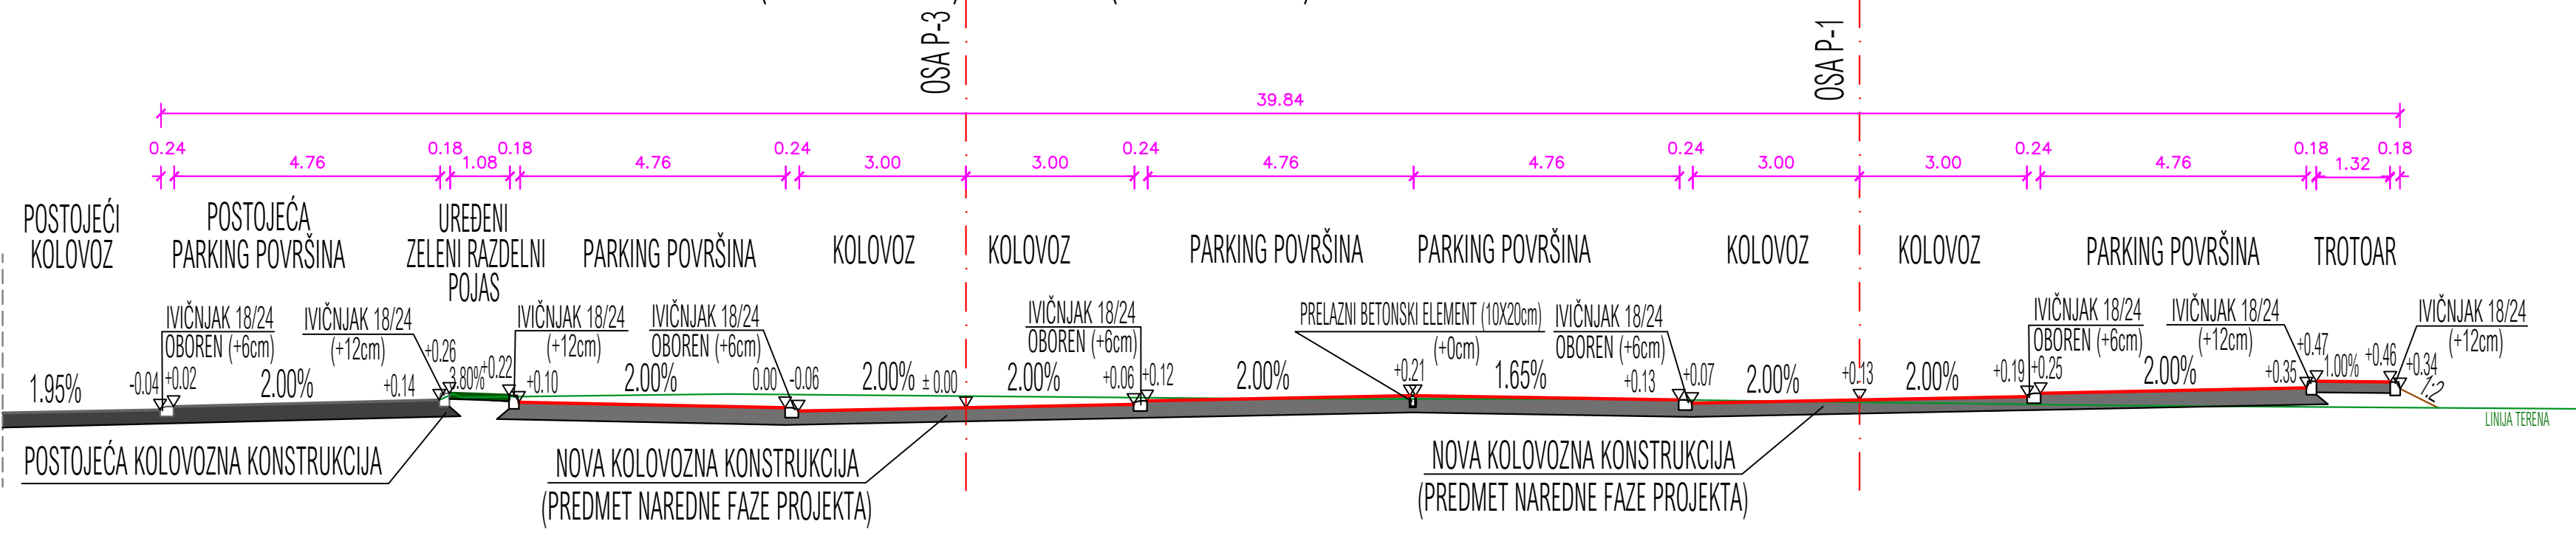 OSA P-3
OSA P-1
39.84
0.24 4.76 0.18 1.08 0.18 4.76 0.24 3.00 3.00 0.24 4.76 4.76 0.24 3.00 3.00 0.24 4.76 0.18 1.32 0.18
POSTOJEĆI
KOLOVOZ
POSTOJEĆA
PARKING POVRŠINA
UREĐENI
ZELENI RAZDELNI
POJAS
PARKING POVRŠINA
KOLOVOZ
KOLOVOZ
PARKING POVRŠINA
PARKING POVRŠINA
KOLOVOZ
KOLOVOZ
PARKING POVRŠINA
TROTOAR
IVIČNJAK 18/24
OBOREN (+6cm)
IVIČNJAK 18/24
(+12cm)
IVIČNJAK 18/24
(+12cm)
IVIČNJAK 18/24
OBOREN (+6cm)
IVIČNJAK 18/24
OBOREN (+6cm)
PRELAZNI BETONSKI ELEMENT (10X20cm)
(+0cm)
IVIČNJAK 18/24
OBOREN (+6cm)
IVIČNJAK 18/24
OBOREN (+6cm)
IVIČNJAK 18/24
(+12cm)
IVIČNJAK 18/24
(+12cm)
1.95% -0.04 +0.02 2.00% +0.14 +0.26 3.80% +0.22 +0.10 2.00% 0.00 -0.06 2.00% ±0.00 2.00% +0.06 +0.12 2.00% +0.21 1.65% +0.13 +0.07 2.00% +0.13 2.00% +0.19 +0.25 2.00% +0.35 +0.47 1.00% +0.46 +0.34 1:2
LINIJA TERENA
POSTOJEĆA KOLOVOZNA KONSTRUKCIJA
NOVA KOLOVOZNA KONSTRUKCIJA
(PREDMET NAREDNE FAZE PROJEKTA)
NOVA KOLOVOZNA KONSTRUKCIJA
(PREDMET NAREDNE FAZE PROJEKTA)